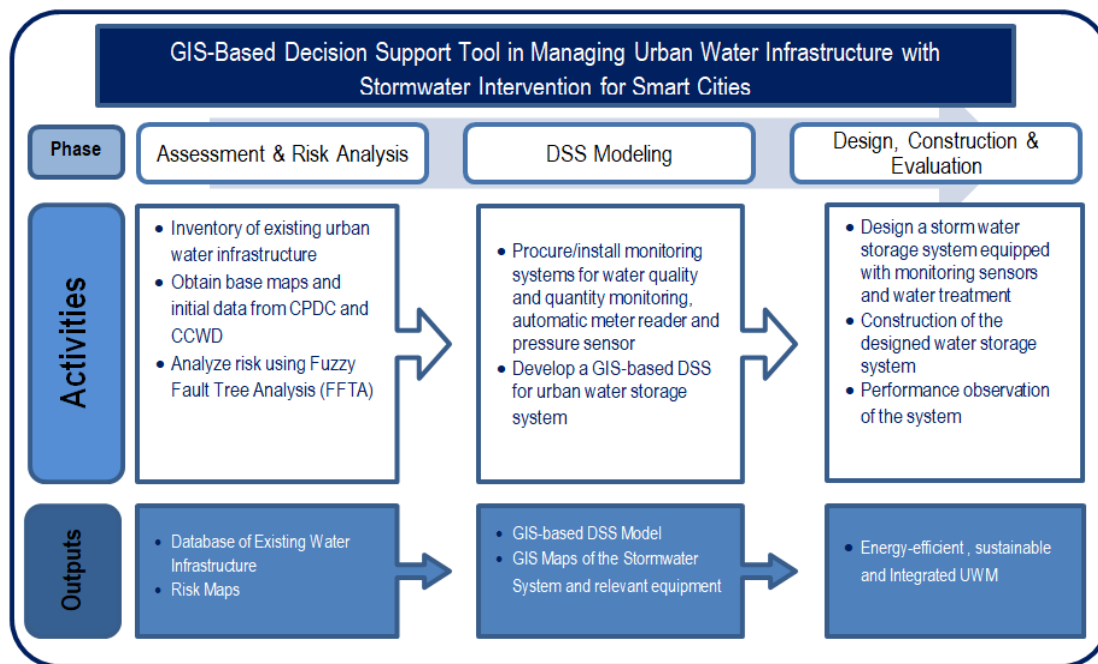 GIS-Based Decision Support Tool in Managing Urban Water Infrastructure with
Stormwater Intervention for Smart Cities
Phase
Assessment & Risk Analysis
DSS Modeling
Design, Construction &
Evaluation
Activities
• Inventory of existing urban
water infrastructure
• Obtain base maps and
initial data from CPDC and
CCWD
• Analyze risk using Fuzzy
Fault Tree Analysis (FFTA)
• Procure/install monitoring
systems for water quality
and quantity monitoring,
automatic meter reader and
pressure sensor
• Develop a GIS-based DSS
for urban water storage
system
• Design a storm water
storage system equipped
with monitoring sensors
and water treatment
• Construction of the
designed water storage
system
• Performance observation
of the system
Outputs
• Database of Existing Water
Infrastructure
• Risk Maps
• GIS-based DSS Model
• GIS Maps of the Stormwater
System and relevant equipment
• Energy-efficient , sustainable
and Integrated UWM